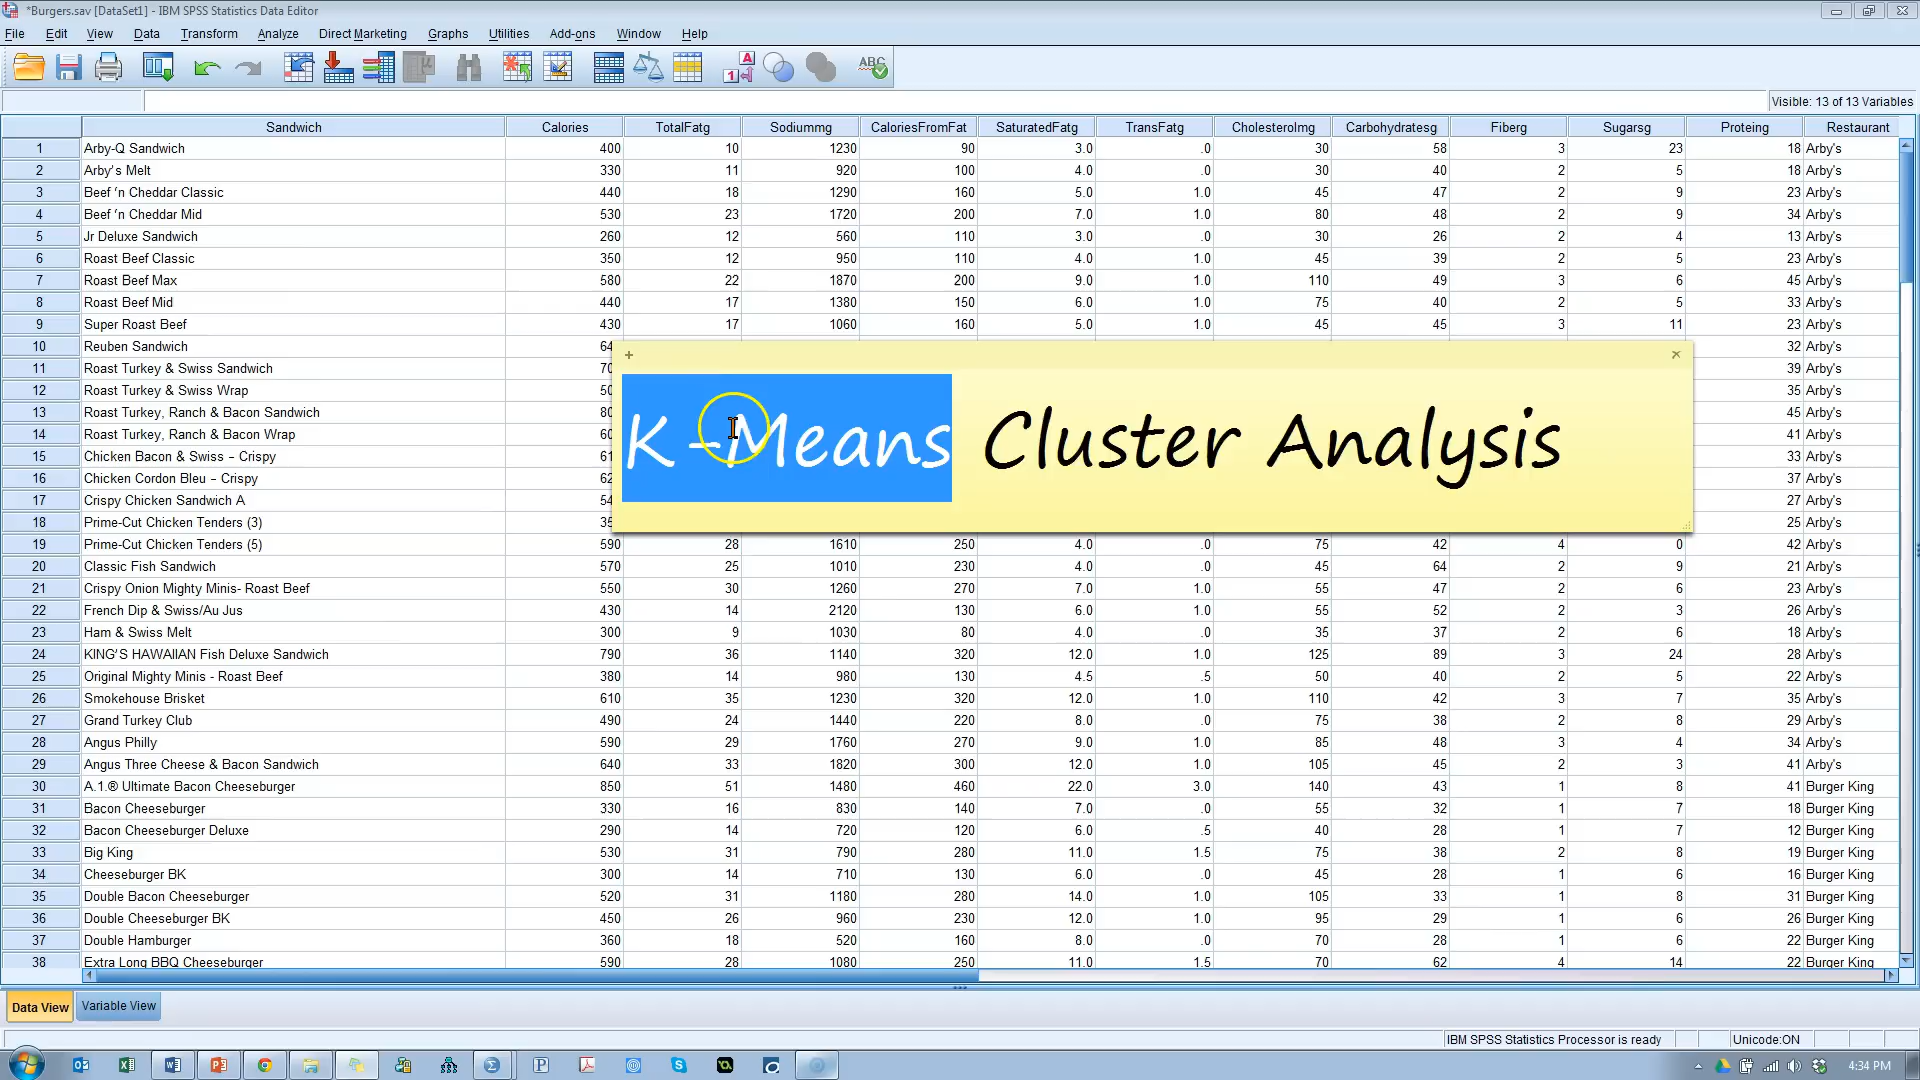 *Burgers.sav [DataSet1] - IBM SPSS Statistics Data Editor
File Edit View Data Transform Analyze Direct Marketing Graphs Utilities Add-ons Window Help
Visible: 13 of 13 Variables
Sandwich Calories TotalFatg Sodiummg CaloriesFromFat SaturatedFatg TransFatg Cholesterolmg Carbohydratesg Fiberg Sugarsg Proteing Restaurant
1 Arby-Q Sandwich 400 10 1230 90 3.0 .0 30 58 3 23 18 Arby's
2 Arby's Melt 330 11 920 100 4.0 .0 30 40 2 5 18 Arby's
3 Beef 'n Cheddar Classic 440 18 1290 160 5.0 1.0 45 47 2 9 23 Arby's
4 Beef 'n Cheddar Mid 530 23 1720 200 7.0 1.0 80 48 2 9 34 Arby's
5 Jr Deluxe Sandwich 260 12 560 110 3.0 .0 30 26 2 4 13 Arby's
6 Roast Beef Classic 350 12 950 110 4.0 1.0 45 39 2 5 23 Arby's
7 Roast Beef Max 580 22 1870 200 9.0 1.0 110 49 3 6 45 Arby's
8 Roast Beef Mid 440 17 1380 150 6.0 1.0 75 40 2 5 33 Arby's
9 Super Roast Beef 430 17 1060 160 5.0 1.0 45 45 3 11 23 Arby's
10 Reuben Sandwich 32 Arby's
11 Roast Turkey & Swiss Sandwich 39 Arby's
12 Roast Turkey & Swiss Wrap 35 Arby's
13 Roast Turkey, Ranch & Bacon Sandwich 45 Arby's
14 Roast Turkey, Ranch & Bacon Wrap 41 Arby's
K-Means Cluster Analysis
15 Chicken Bacon & Swiss – Crispy 33 Arby's
16 Chicken Cordon Bleu – Crispy 37 Arby's
17 Crispy Chicken Sandwich A 27 Arby's
18 Prime-Cut Chicken Tenders (3) 25 Arby's
19 Prime-Cut Chicken Tenders (5) 590 28 1610 250 4.0 .0 75 42 4 0 42 Arby's
20 Classic Fish Sandwich 570 25 1010 230 4.0 .0 45 64 2 9 21 Arby's
21 Crispy Onion Mighty Minis- Roast Beef 550 30 1260 270 7.0 1.0 55 47 2 6 23 Arby's
22 French Dip & Swiss/Au Jus 430 14 2120 130 6.0 1.0 55 52 2 3 26 Arby's
23 Ham & Swiss Melt 300 9 1030 80 4.0 .0 35 37 2 6 18 Arby's
24 KING'S HAWAIIAN Fish Deluxe Sandwich 790 36 1140 320 12.0 1.0 125 89 3 24 28 Arby's
25 Original Mighty Minis - Roast Beef 380 14 980 130 4.5 .5 50 40 2 5 22 Arby's
26 Smokehouse Brisket 610 35 1230 320 12.0 1.0 110 42 3 7 35 Arby's
27 Grand Turkey Club 490 24 1440 220 8.0 .0 75 38 2 8 29 Arby's
28 Angus Philly 590 29 1760 270 9.0 1.0 85 48 3 4 34 Arby's
29 Angus Three Cheese & Bacon Sandwich 640 33 1820 300 12.0 1.0 105 45 2 3 41 Arby's
30 A.1.® Ultimate Bacon Cheeseburger 850 51 1480 460 22.0 3.0 140 43 1 8 41 Burger King
31 Bacon Cheeseburger 330 16 830 140 7.0 .0 55 32 1 7 18 Burger King
32 Bacon Cheeseburger Deluxe 290 14 720 120 6.0 .5 40 28 1 7 12 Burger King
33 Big King 530 31 790 280 11.0 1.5 75 38 2 8 19 Burger King
34 Cheeseburger BK 300 14 710 130 6.0 .0 45 28 1 6 16 Burger King
35 Double Bacon Cheeseburger 520 31 1180 280 14.0 1.0 105 33 1 8 31 Burger King
36 Double Cheeseburger BK 450 26 960 230 12.0 1.0 95 29 1 6 26 Burger King
37 Double Hamburger 360 18 520 160 8.0 .0 70 28 1 6 22 Burger King
38 Extra Long BBQ Cheeseburger 590 28 1080 250 11.0 1.5 70 62 4 14 22 Burger King
Data View Variable View
IBM SPSS Statistics Processor is ready Unicode:ON
4:34 PM